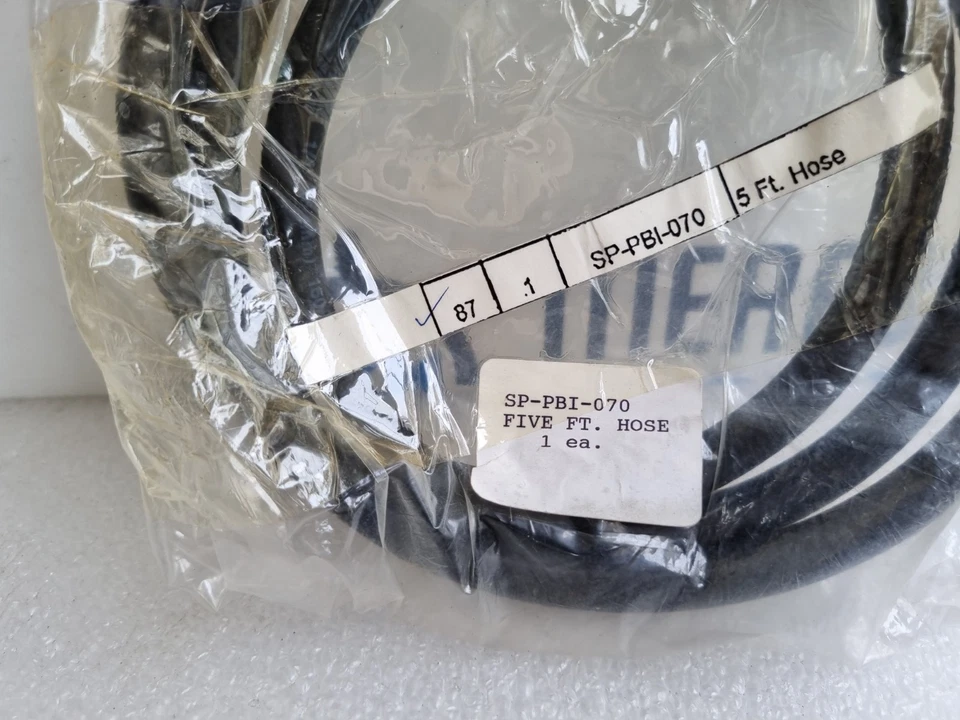 87 1 SP-PBI-070 5 Ft. Hose
SP-PBI-070
FIVE FT. HOSE
1 ea.